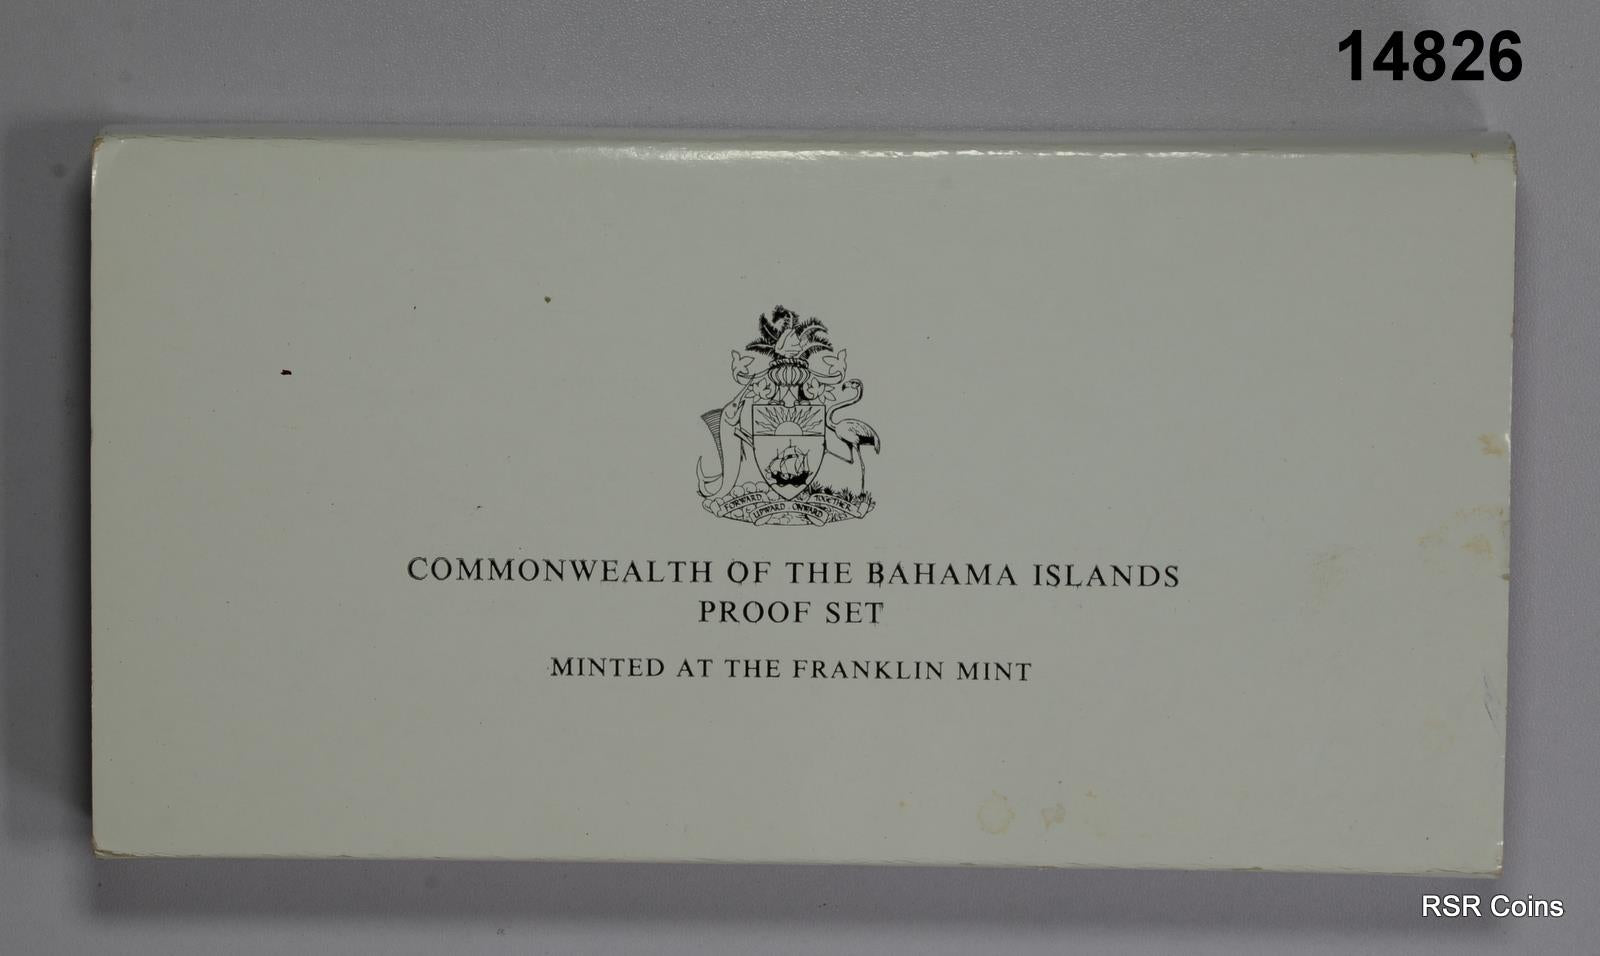 14826
FORWARD UPWARD ONWARD TOGETHER
COMMONWEALTH OF THE BAHAMA ISLANDS
PROOF SET
MINTED AT THE FRANKLIN MINT
RSR Coins